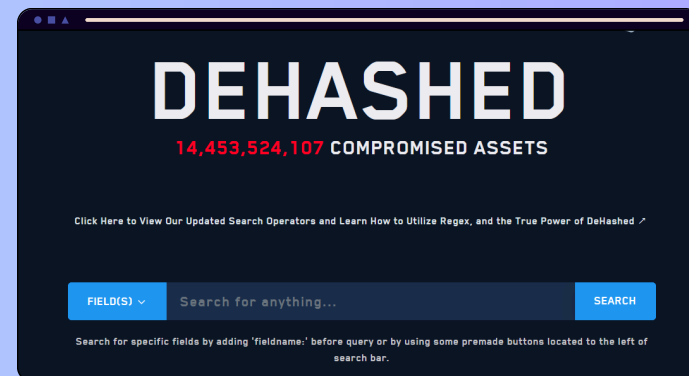 DEHASHED
14,453,524,107 COMPROMISED ASSETS
Click Here to View Our Updated Search Operators and Learn How to Utilize Regex, and the True Power of DeHashed ↗
FIELD(S) Search for anything... SEARCH
Search for specific fields by adding 'fieldname:' before query or by using some premade buttons located to the left of
search bar.